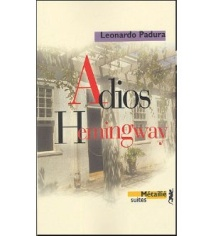 Leonardo Padura
Adios
Hemingway
Métailié
suites